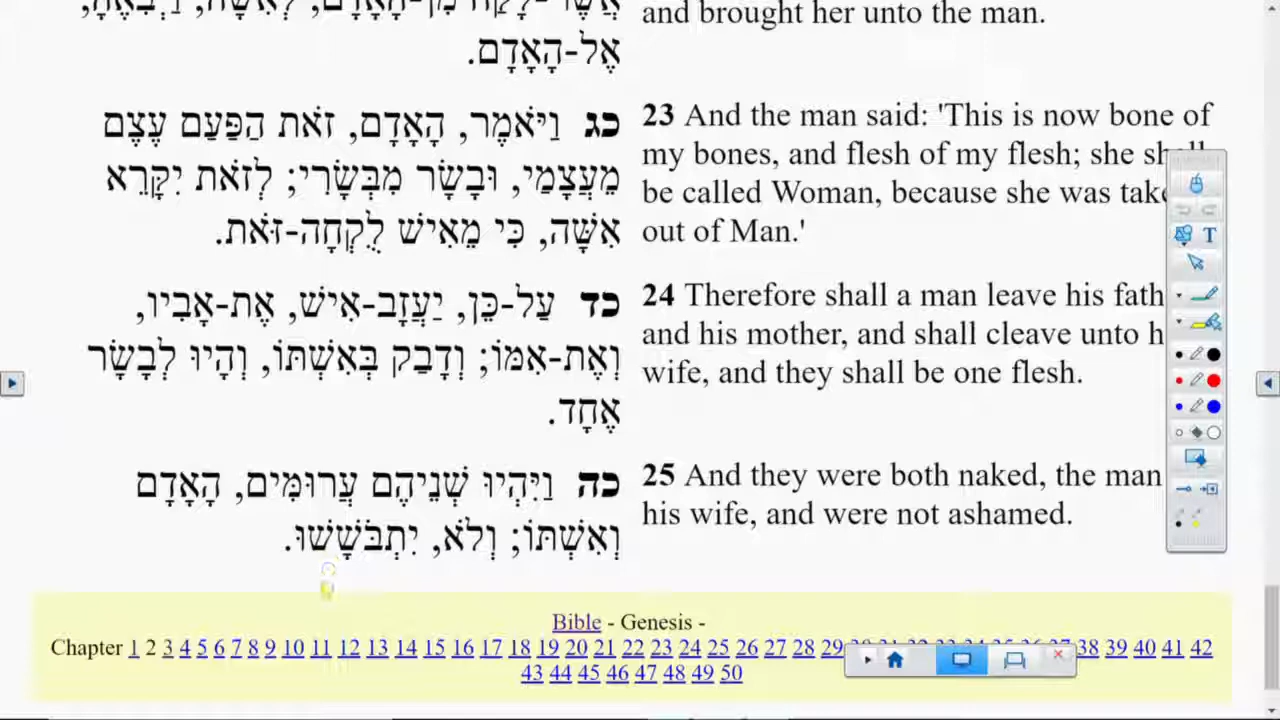 אֲשֶׁר-לָקַח מִן-הָאָדָם, לְאִשָּׁה; וַיְבִאֶהָ,
אֶל-הָאָדָם.
and brought her unto the man.
כג וַיֹּאמֶר, הָאָדָם, זֹאת הַפַּעַם עֶצֶם
מֵעֲצָמַי, וּבָשָׂר מִבְּשָׂרִי; לְזֹאת יִקָּרֵא
אִשָּׁה, כִּי מֵאִישׁ לֻקְחָה-זֹּאת.
23 And the man said: 'This is now bone of
my bones, and flesh of my flesh; she shall
be called Woman, because she was take
out of Man.'
כד עַל-כֵּן, יַעֲזָב-אִישׁ, אֶת-אָבִיו,
וְאֶת-אִמּוֹ; וְדָבַק בְּאִשְׁתּוֹ, וְהָיוּ לְבָשָׂר
אֶחָד.
24 Therefore shall a man leave his fath
and his mother, and shall cleave unto h
wife, and they shall be one flesh.
כה וַיִּהְיוּ שְׁנֵיהֶם עֲרוּמִּים, הָאָדָם
וְאִשְׁתּוֹ; וְלֹא, יִתְבֹּשָׁשׁוּ.
25 And they were both naked, the man
his wife, and were not ashamed.
Bible - Genesis -
Chapter 1 2 3 4 5 6 7 8 9 10 11 12 13 14 15 16 17 18 19 20 21 22 23 24 25 26 27 28 29 38 39 40 41 42
43 44 45 46 47 48 49 50
T